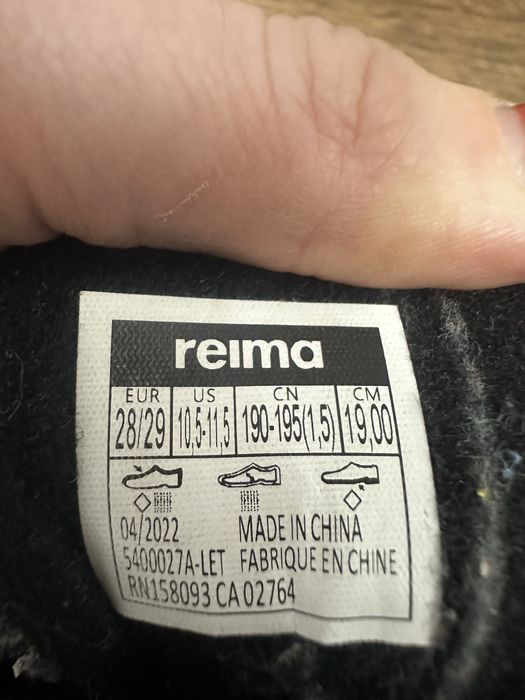 reima
EUR US CN CM
28/29 10,5-11,5 190-195(1,5) 19,00
04/2022 MADE IN CHINA
5400027A-LET FABRIQUE EN CHINE
RN158093 CA 02764